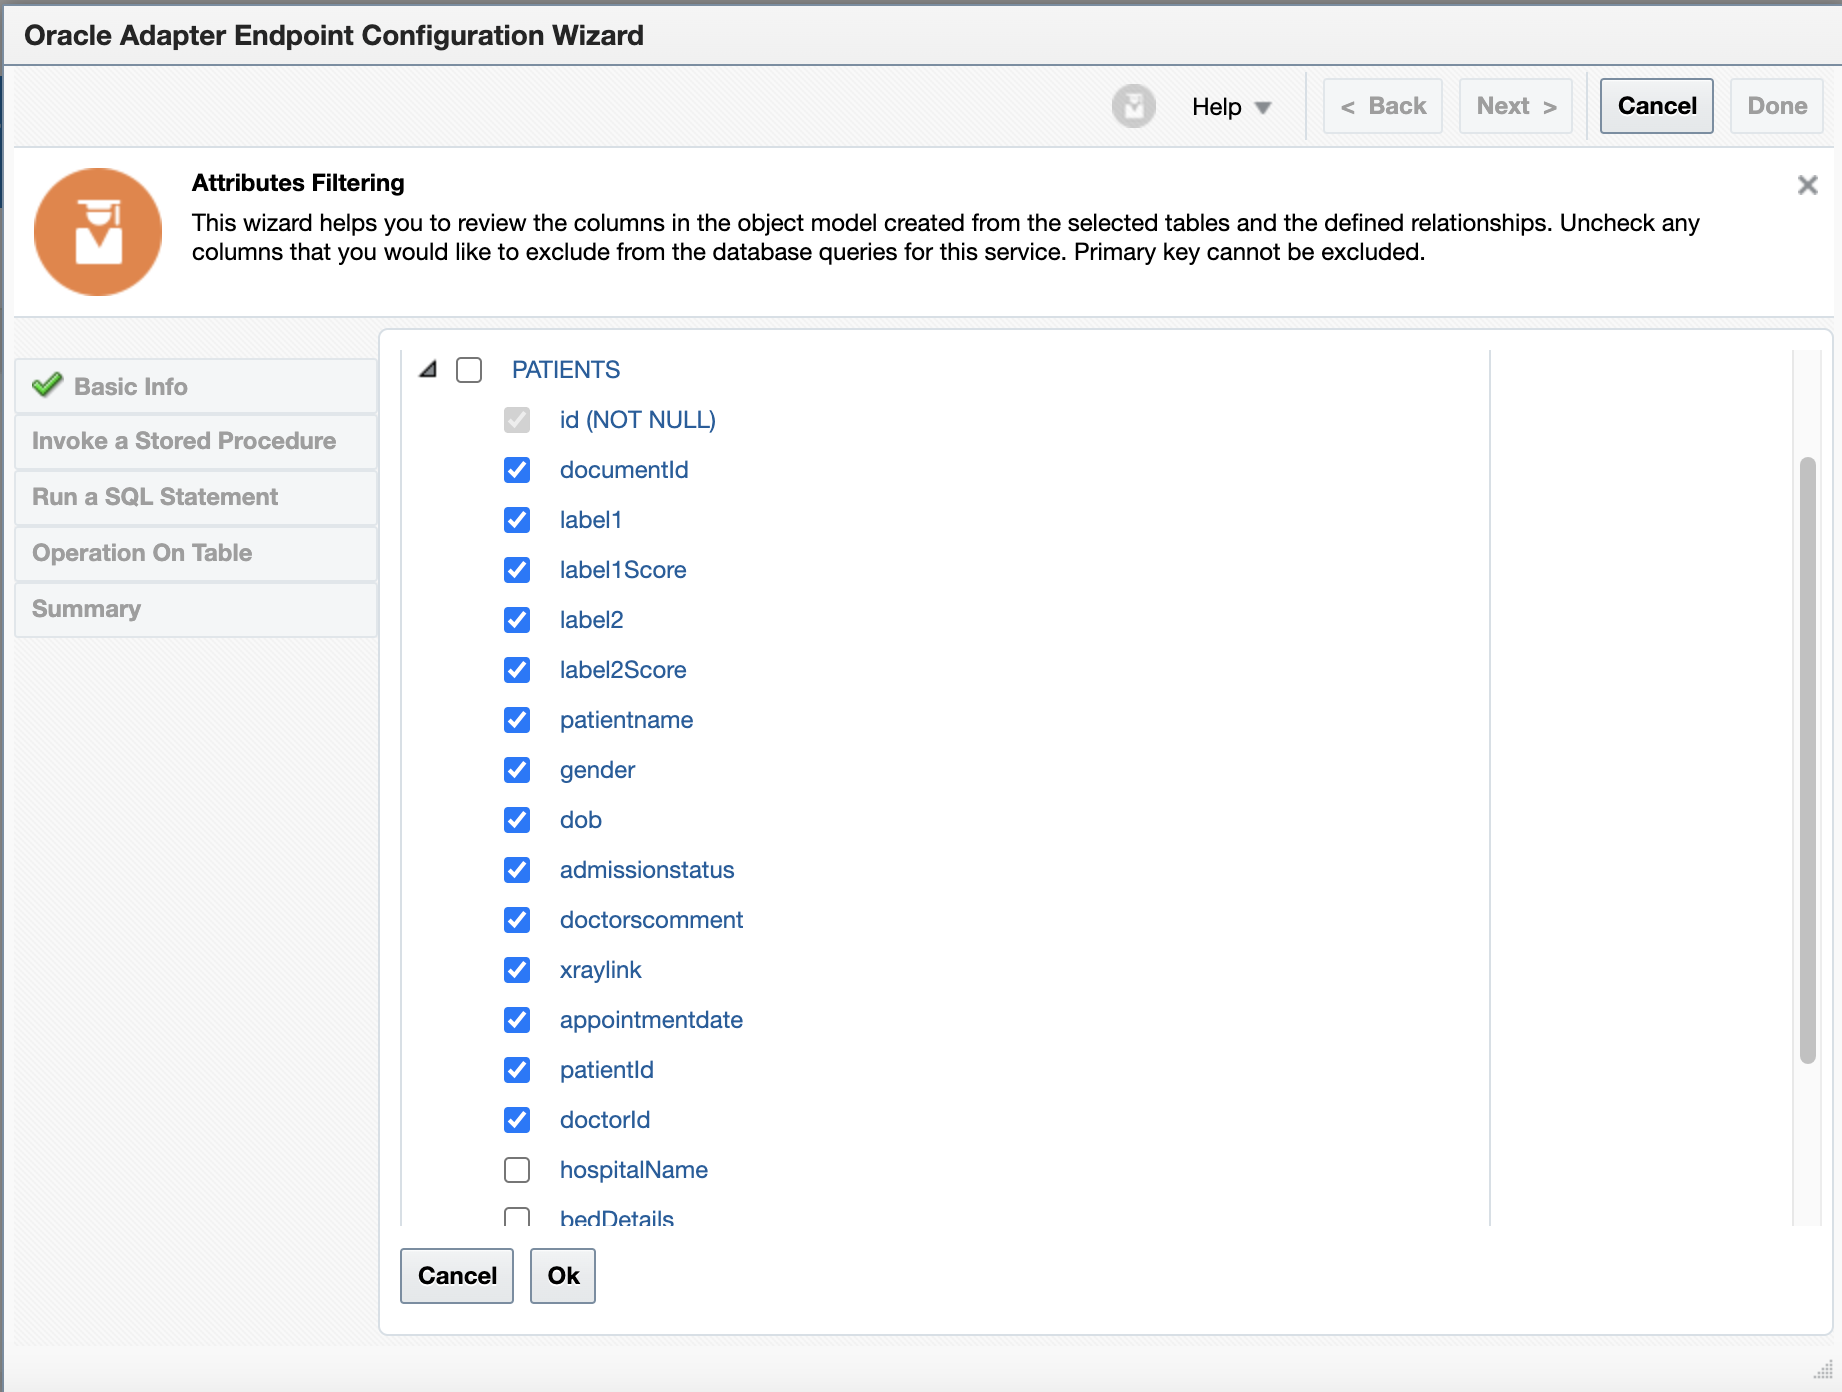 Oracle Adapter Endpoint Configuration Wizard
Help
< Back
Next >
Cancel
Done
Attributes Filtering
This wizard helps you to review the columns in the object model created from the selected tables and the defined relationships. Uncheck any
columns that you would like to exclude from the database queries for this service. Primary key cannot be excluded.
Basic Info
Invoke a Stored Procedure
Run a SQL Statement
Operation On Table
Summary
PATIENTS
id (NOT NULL)
documentId
label1
label1Score
label2
label2Score
patientname
gender
dob
admissionstatus
doctorscomment
xraylink
appointmentdate
patientId
doctorId
hospitalName
bedDetails
Cancel
Ok